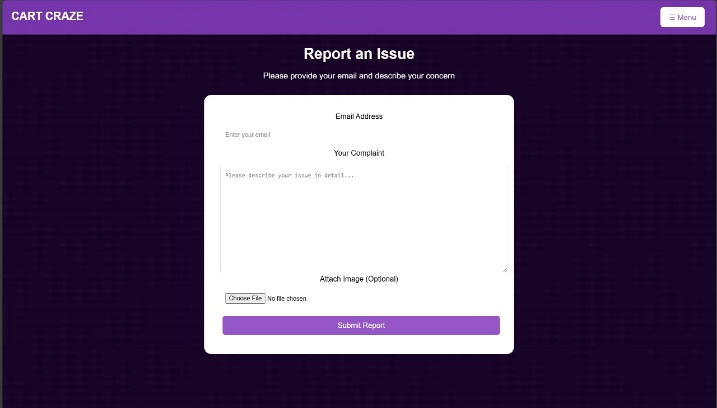 CART CRAZE
☰ Menu
Report an Issue
Please provide your email and describe your concern
Email Address
Enter your email
Your Complaint
Please describe your issue in detail...
Attach Image (Optional)
Choose File No file chosen
Submit Report